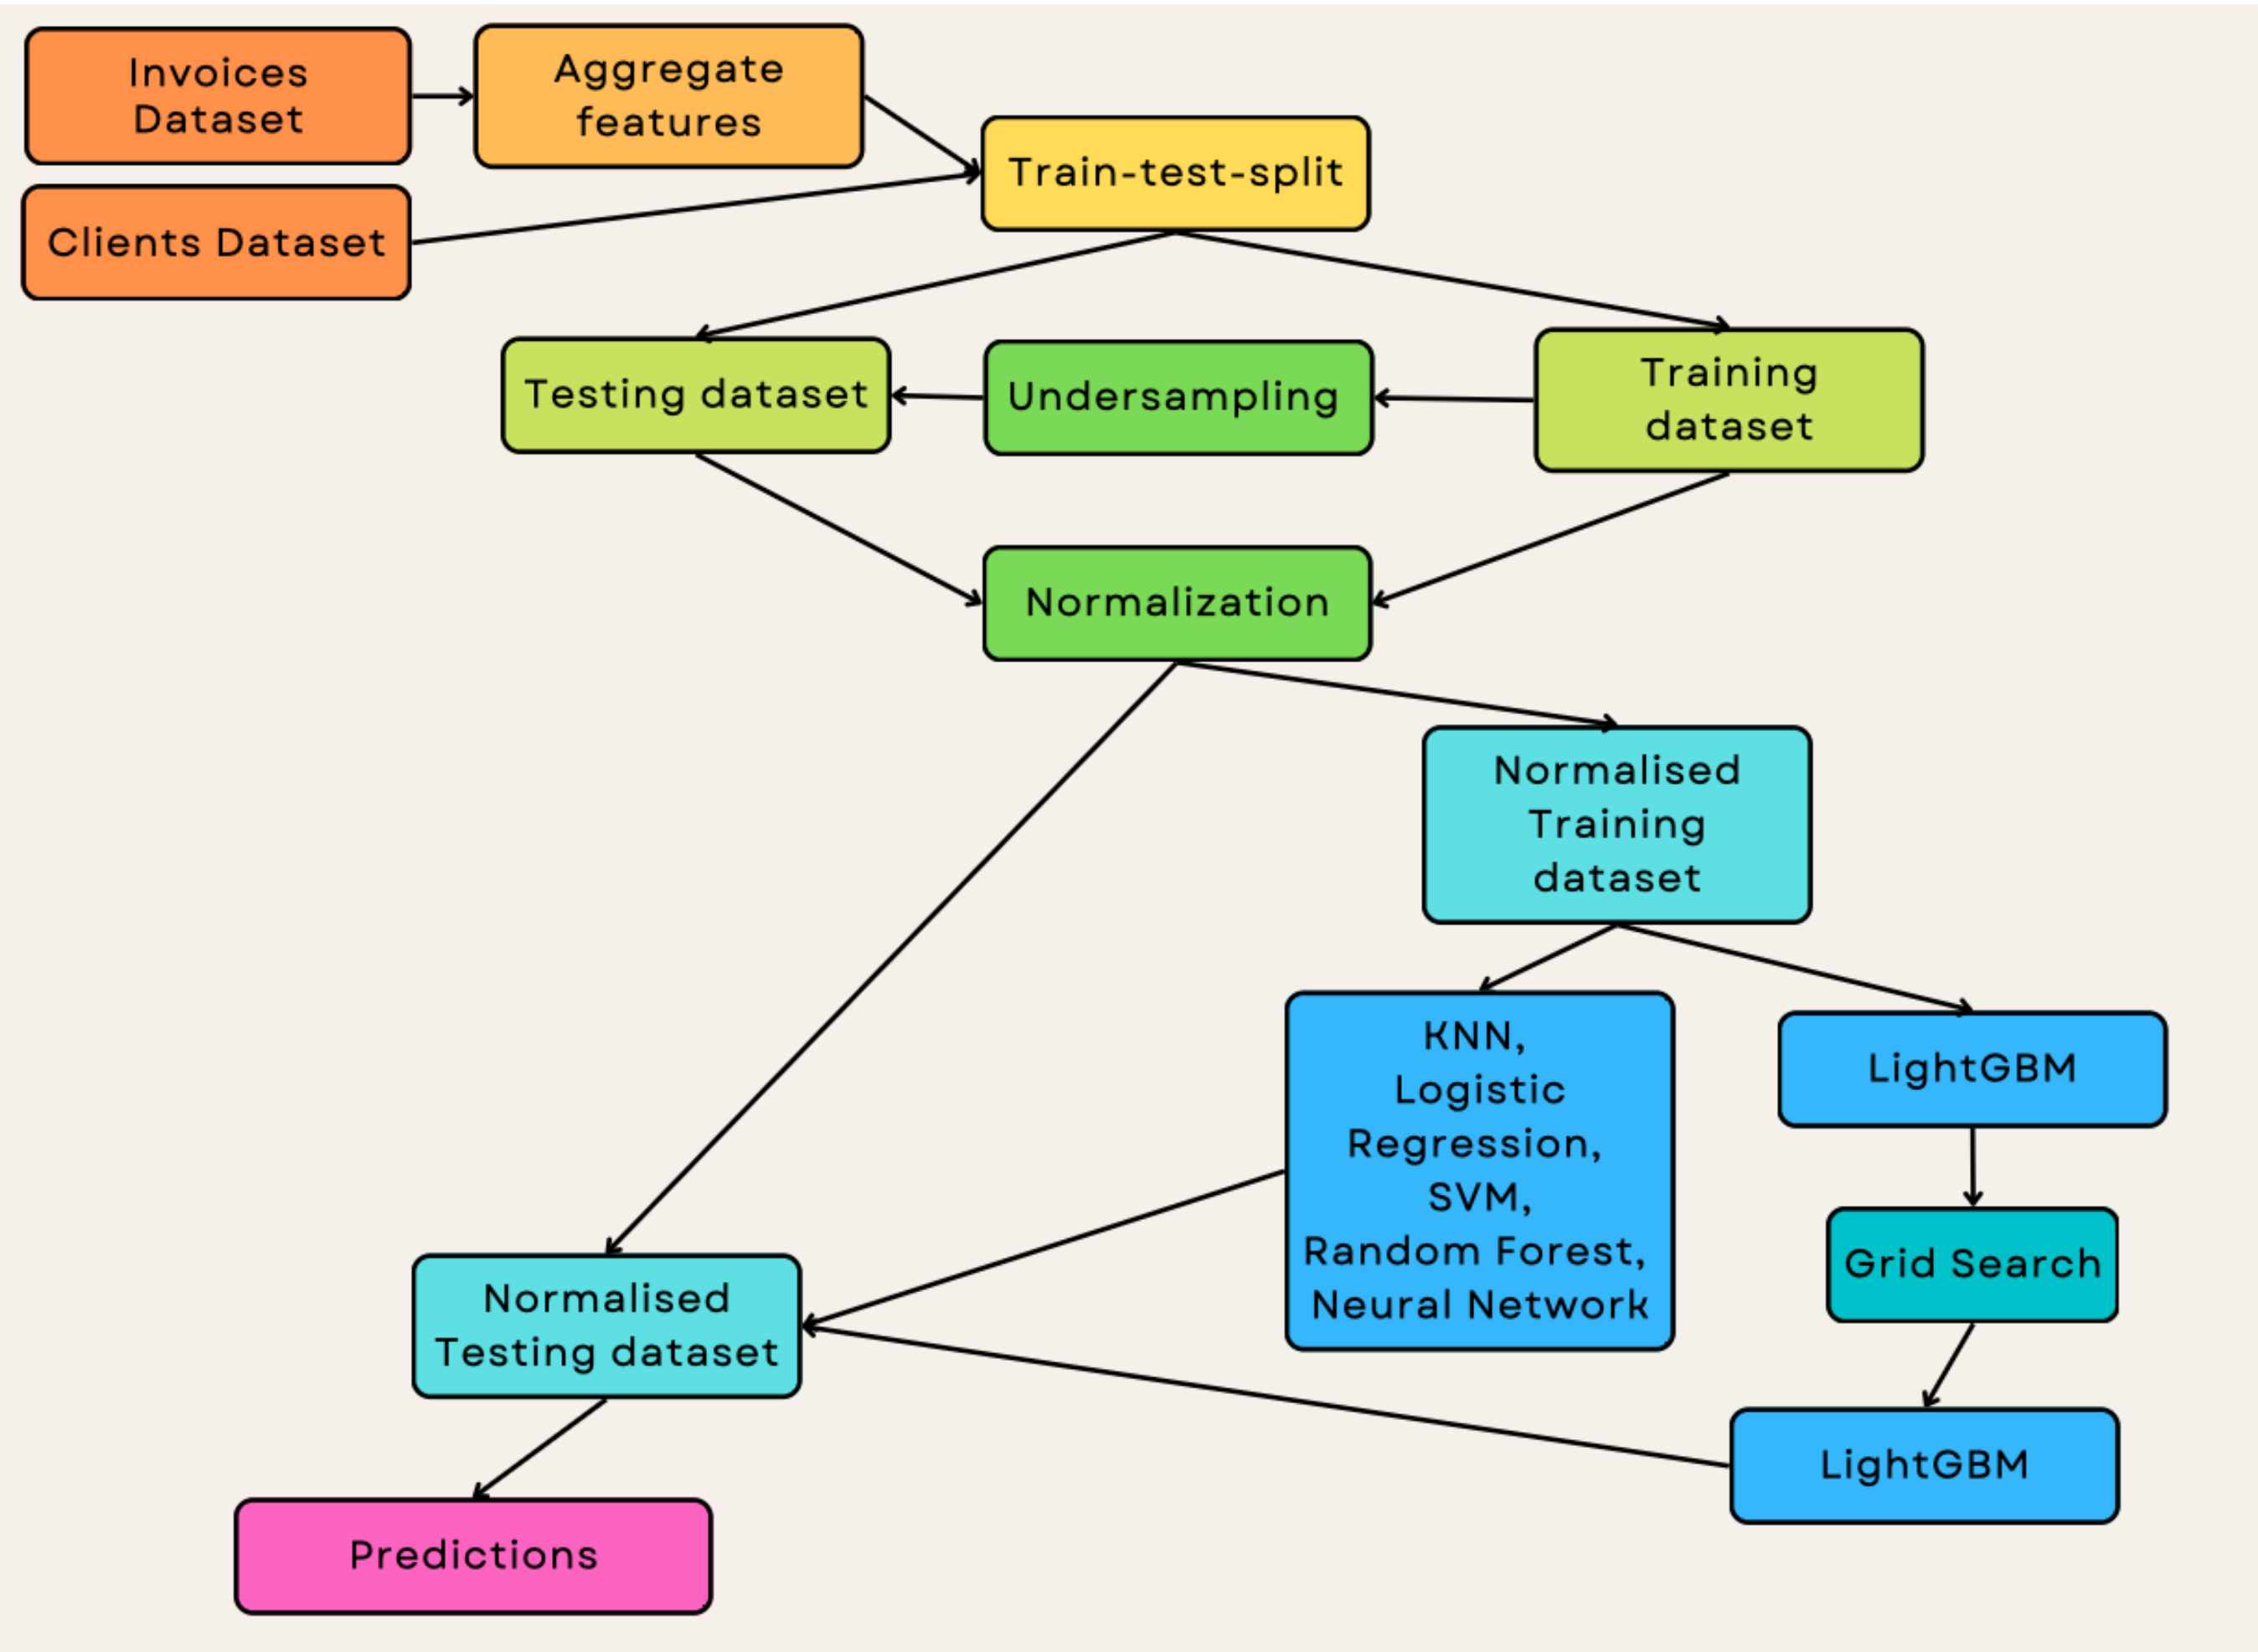 Invoices
Dataset
Aggregate
features
Clients Dataset
Train-test-split
Testing dataset
Undersampling
Training
dataset
Normalization
Normalised
Training
dataset
KNN,
Logistic
Regression,
SVM,
Random Forest,
Neural Network
LightGBM
Grid Search
LightGBM
Normalised
Testing dataset
Predictions